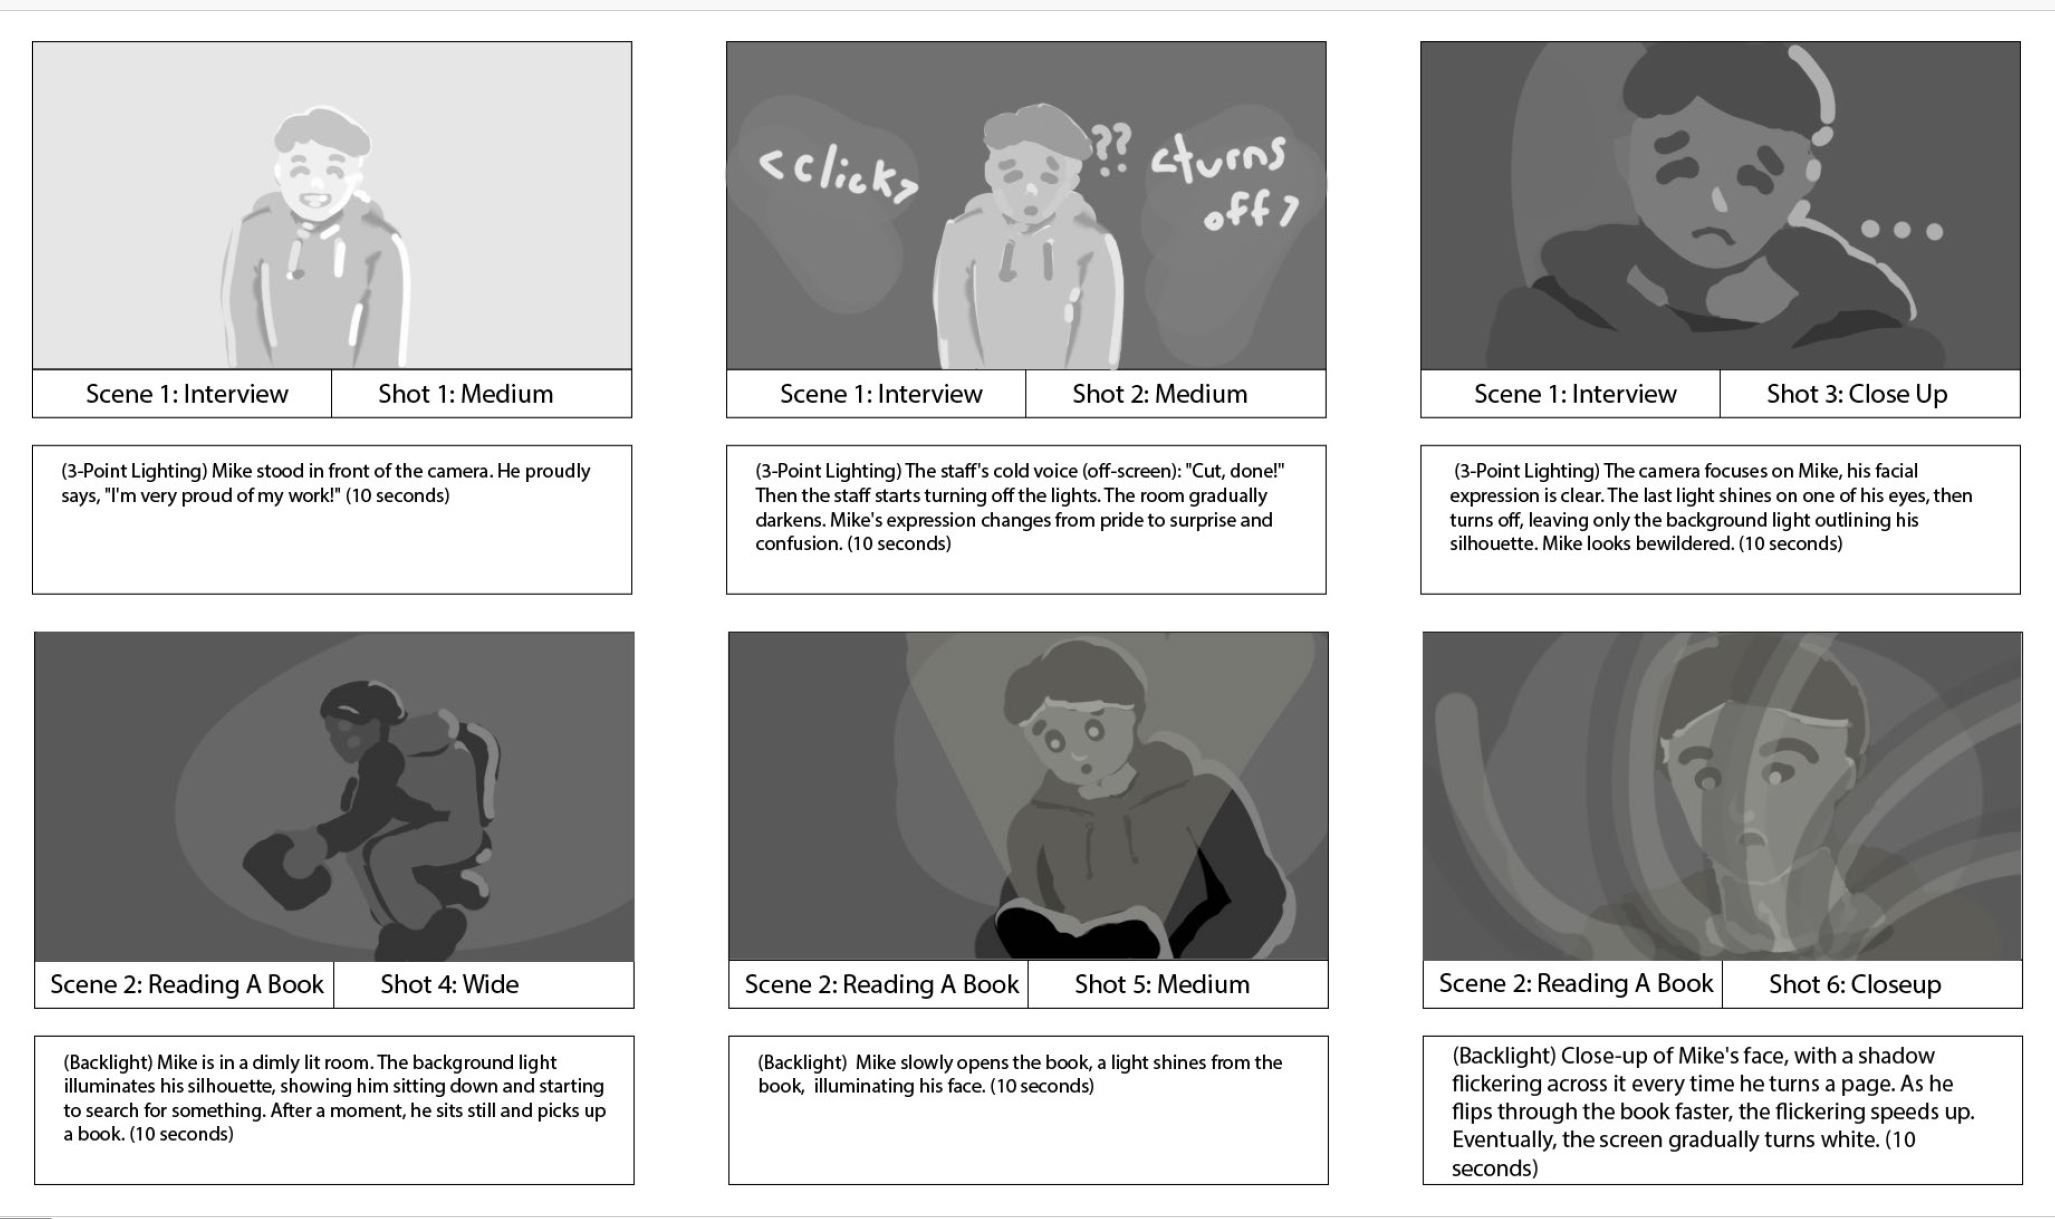 <click>
??
<turns
off>
...
Scene 1: Interview
Shot 1: Medium
Scene 1: Interview
Shot 2: Medium
Scene 1: Interview
Shot 3: Close Up
(3-Point Lighting) Mike stood in front of the camera. He proudly
says, "I'm very proud of my work!" (10 seconds)
(3-Point Lighting) The staff's cold voice (off-screen): "Cut, done!"
Then the staff starts turning off the lights. The room gradually
darkens. Mike's expression changes from pride to surprise and
confusion. (10 seconds)
(3-Point Lighting) The camera focuses on Mike, his facial
expression is clear. The last light shines on one of his eyes, then
turns off, leaving only the background light outlining his
silhouette. Mike looks bewildered. (10 seconds)
Scene 2: Reading A Book
Shot 4: Wide
Scene 2: Reading A Book
Shot 5: Medium
Scene 2: Reading A Book
Shot 6: Closeup
(Backlight) Mike is in a dimly lit room. The background light
illuminates his silhouette, showing him sitting down and starting
to search for something. After a moment, he sits still and picks up
a book. (10 seconds)
(Backlight)  Mike slowly opens the book, a light shines from the
book,  illuminating his face. (10 seconds)
(Backlight) Close-up of Mike's face, with a shadow
flickering across it every time he turns a page. As he
flips through the book faster, the flickering speeds up.
Eventually, the screen gradually turns white. (10
seconds)